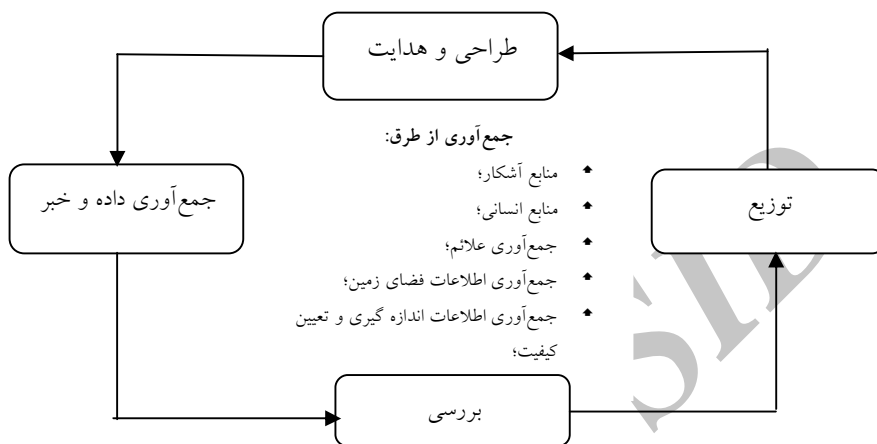 طراحی و هدایت
جمع‌آوری از طرق:
منابع آشکار؛
منابع انسانی؛
جمع‌آوری علائم؛
جمع‌آوری اطلاعات فضای زمین؛
جمع‌آوری اطلاعات اندازه گیری و تعیین
کیفیت؛
توزیع
جمع‌آوری داده و خبر
بررسی
SID